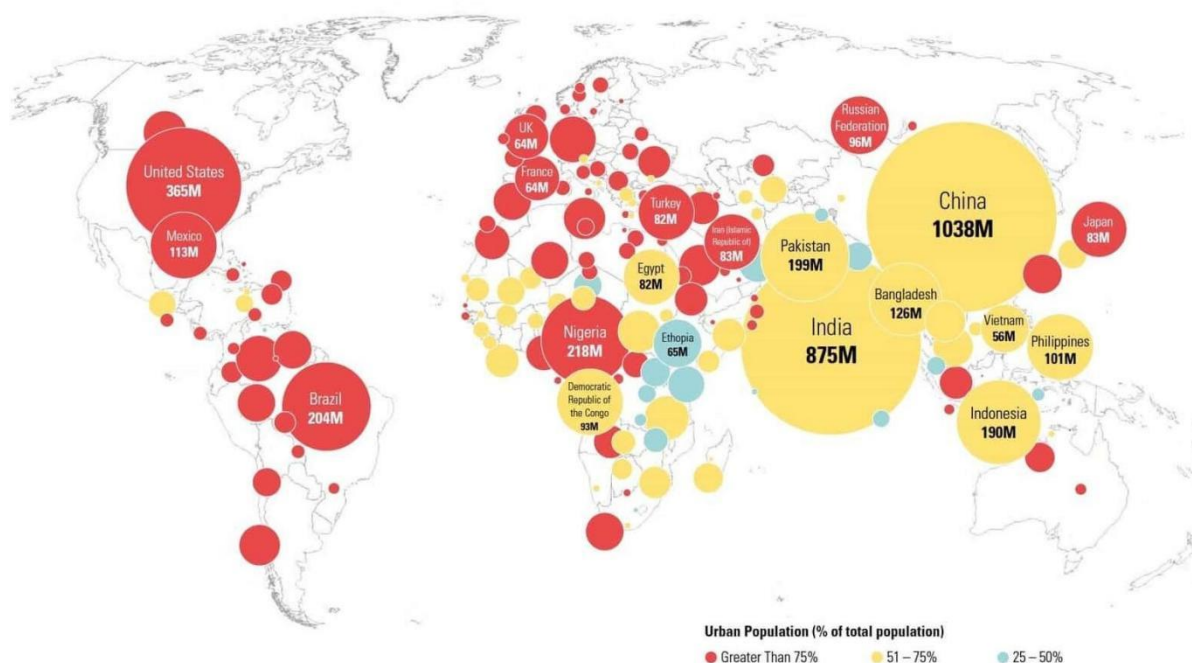 UK
64M
Russian
Federation
96M
United States
365M
France
64M
China
1038M
Turkey
82M
Mexico
113M
Iran (Islamic
Republic of)
83M
Japan
83M
Pakistan
199M
Egypt
82M
Bangladesh
126M
Nigeria
218M
Ethopia
65M
India
875M
Vietnam
56M
Philippines
101M
Democratic
Republic of
the Congo
93M
Brazil
204M
Indonesia
190M
Urban Population (% of total population)
Greater Than 75%
51 – 75%
25 – 50%